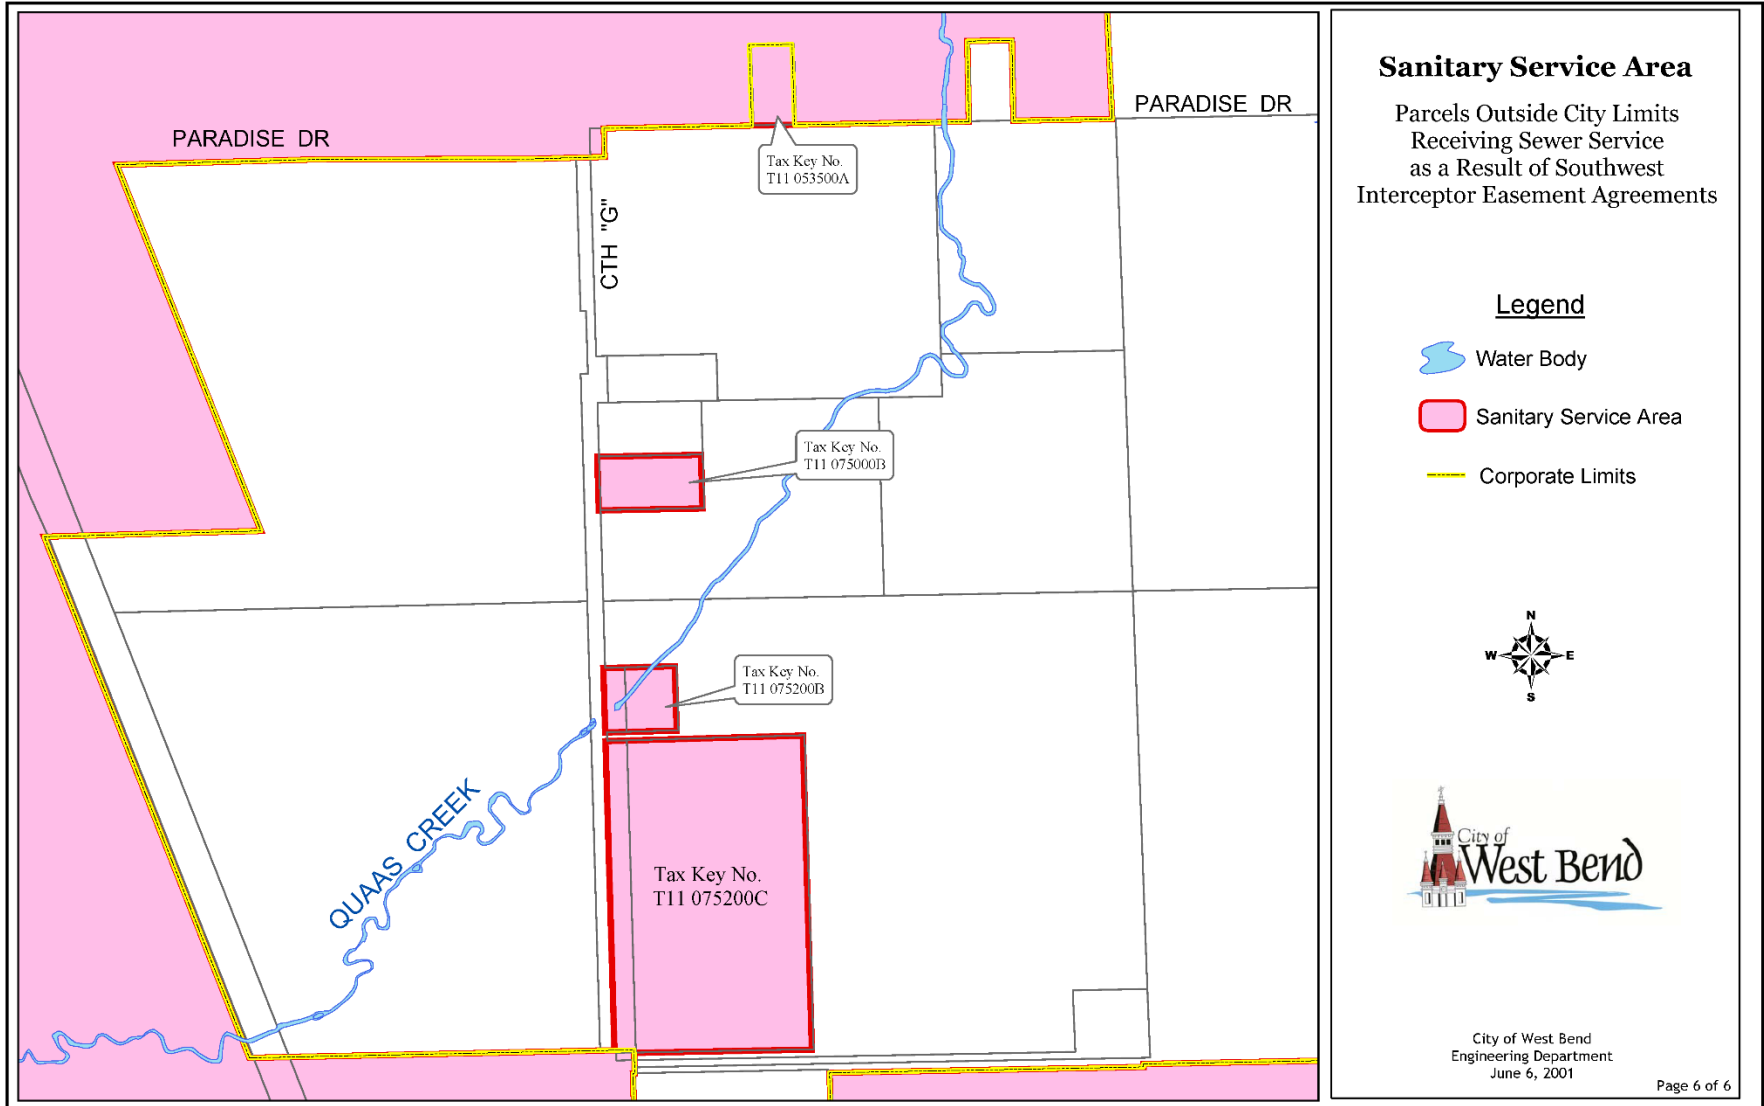 PARADISE DR
PARADISE DR
Tax Key No.
T11 053500A
CTH "G"
Tax Key No.
T11 075000B
Tax Key No.
T11 075200B
QUAAS CREEK
Tax Key No.
T11 075200C
Sanitary Service Area
Parcels Outside City Limits
Receiving Sewer Service
as a Result of Southwest
Interceptor Easement Agreements
Legend
Water Body
Sanitary Service Area
Corporate Limits
N
W E
S
City of
West Bend
City of West Bend
Engineering Department
June 6, 2001
Page 6 of 6